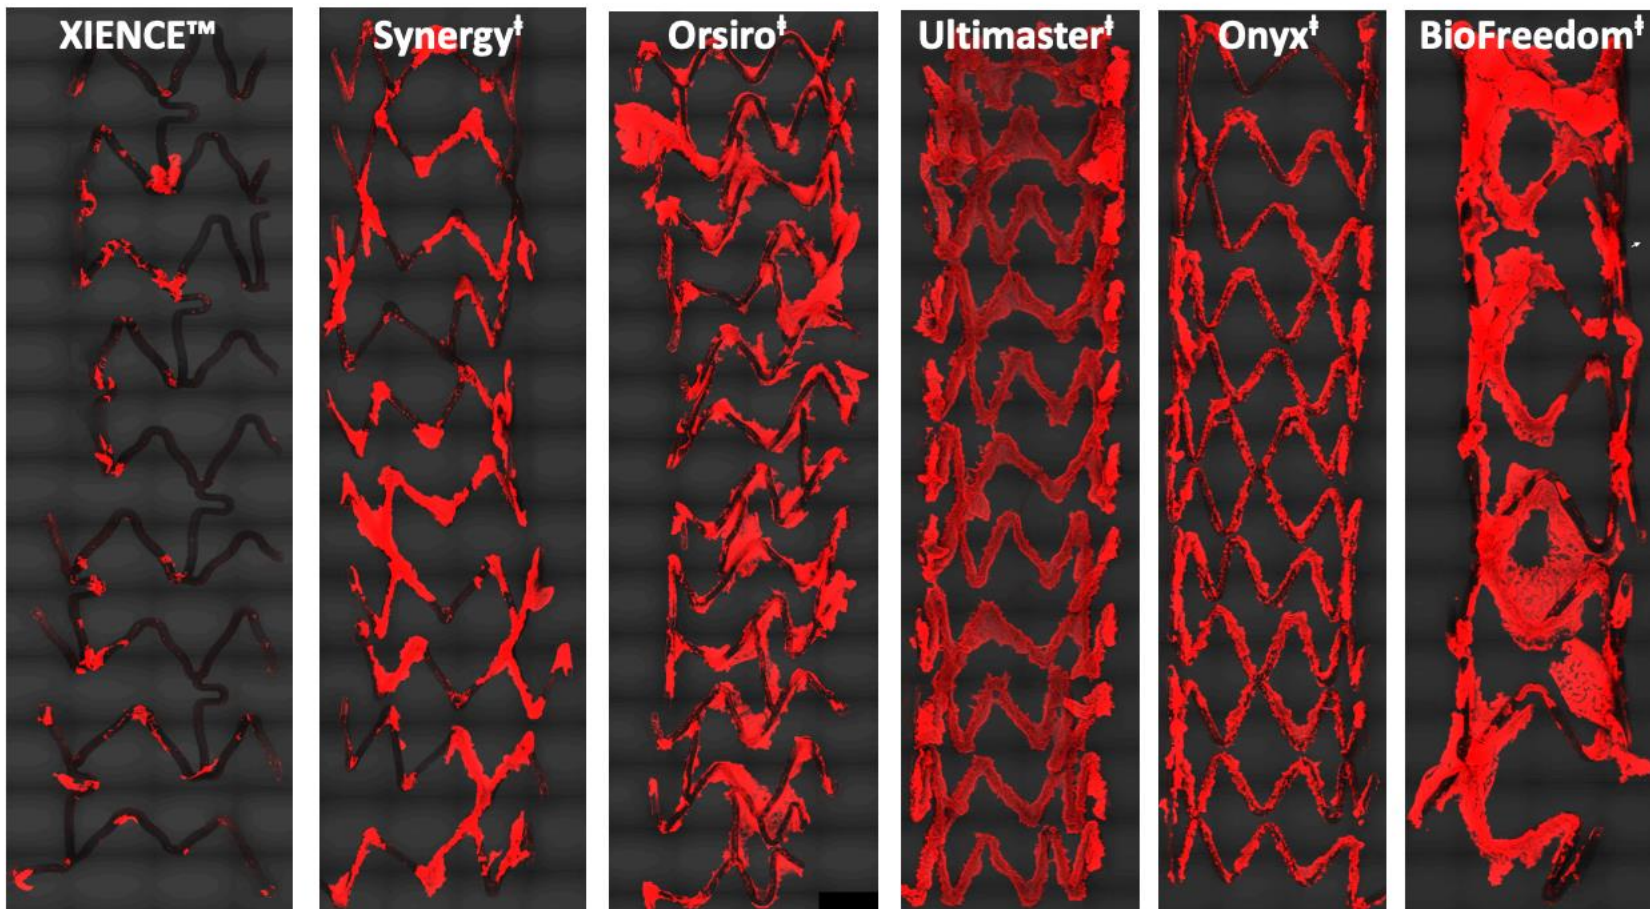 XIENCE™
Synergy‡
Orsiro‡
Ultimaster‡
Onyx‡
BioFreedom‡